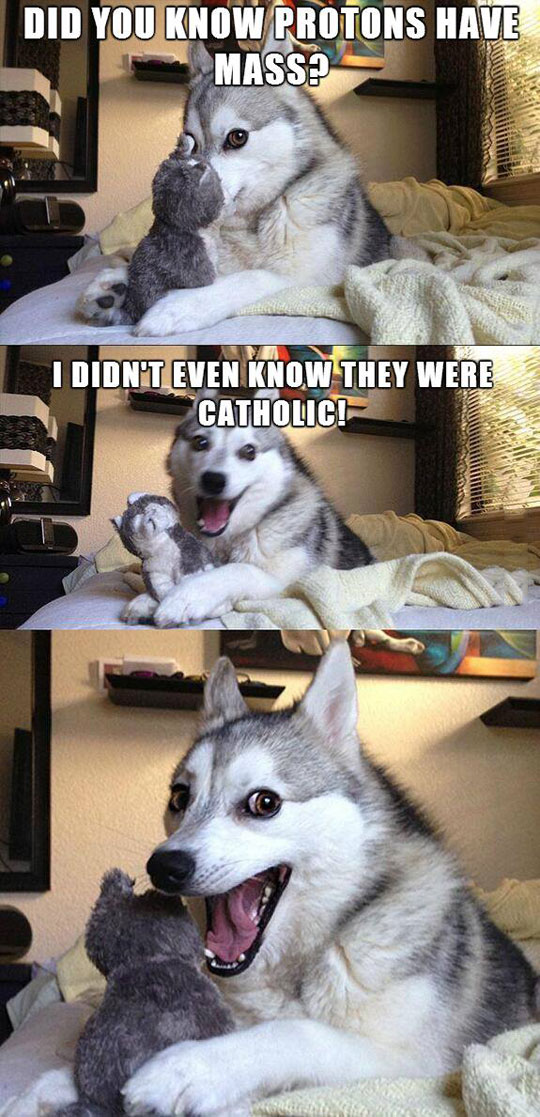 DID YOU KNOW PROTONS HAVE
MASS?
I DIDN'T EVEN KNOW THEY WERE
CATHOLIC!